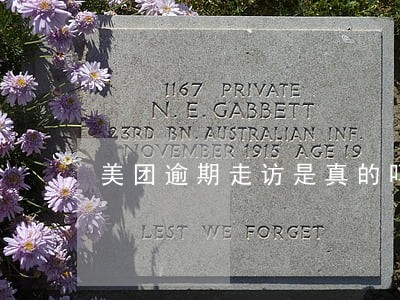 1167 PRIVATE
N. E. GABBETT
23RD BN. AUSTRALIAN INF.
NOVEMBER 1915 AGE 19
美团逾期走访是真的
LEST WE FORGET